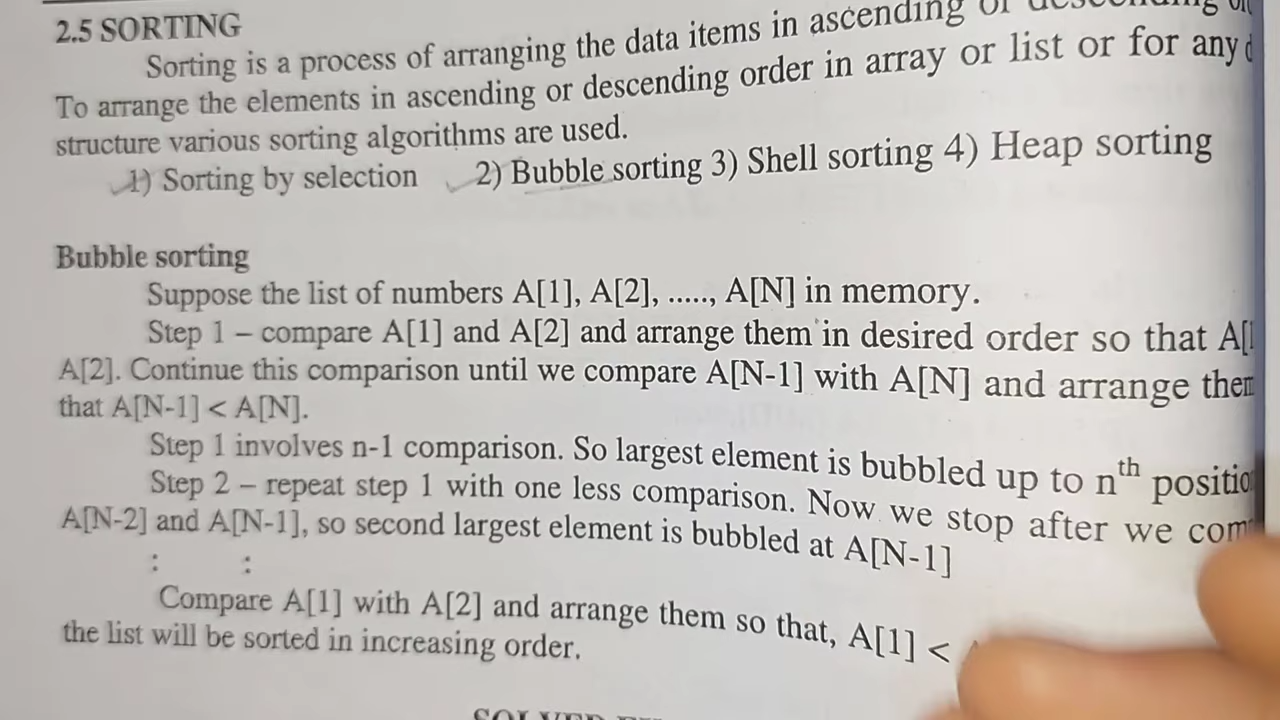 2.5 SORTING
Sorting is a process of arranging the data items in ascending or descending
To arrange the elements in ascending or descending order in array or list or for any
structure various sorting algorithms are used.
1) Sorting by selection 2) Bubble sorting 3) Shell sorting 4) Heap sorting
Bubble sorting
Suppose the list of numbers A[1], A[2], ....., A[N] in memory.
Step 1 – compare A[1] and A[2] and arrange them in desired order so that
A[2]. Continue this comparison until we compare A[N-1] with A[N] and arrange
that A[N-1] < A[N].
Step 1 involves n-1 comparison. So largest element is bubbled up to nth
Step 2 – repeat step 1 with one less comparison. Now we stop after we
A[N-2] and A[N-1], so second largest element is bubbled at A[N-1]
: :
Compare A[1] with A[2] and arrange them so that, A[1] <
the list will be sorted in increasing order.